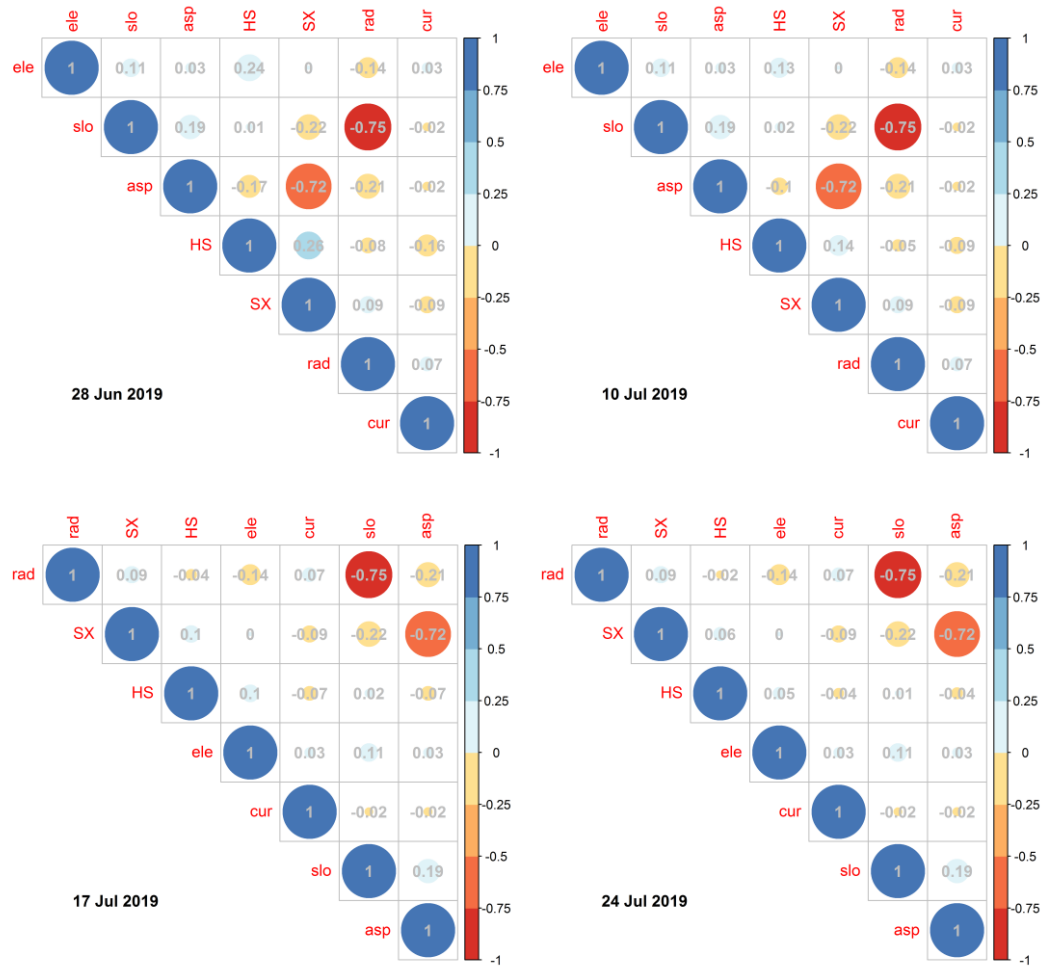 ele slo asp HS SX rad cur
ele 1 0.11 0.03 0.24 0 -0.14 0.03
slo 1 0.19 0.01 -0.22 -0.75 -0.02
asp 1 -0.17 -0.72 -0.21 -0.02
HS 1 0.26 -0.08 -0.16
SX 1 0.09 -0.09
rad 1 0.07
cur 1
28 Jun 2019
1
0.75
0.5
0.25
0
-0.25
-0.5
-0.75
-1
ele slo asp HS SX rad cur
ele 1 0.11 0.03 0.13 0 -0.14 0.03
slo 1 0.19 0.02 -0.22 -0.75 -0.02
asp 1 -0.1 -0.72 -0.21 -0.02
HS 1 0.14 -0.05 -0.09
SX 1 0.09 -0.09
rad 1 0.07
cur 1
10 Jul 2019
1
0.75
0.5
0.25
0
-0.25
-0.5
-0.75
-1
rad SX HS ele cur slo asp
rad 1 0.09 -0.04 -0.14 0.07 -0.75 -0.21
SX 1 0.1 0 -0.09 -0.22 -0.72
HS 1 0.1 -0.07 0.02 -0.07
ele 1 0.03 0.11 0.03
cur 1 -0.02 -0.02
slo 1 0.19
asp 1
17 Jul 2019
1
0.75
0.5
0.25
0
-0.25
-0.5
-0.75
-1
rad SX HS ele cur slo asp
rad 1 0.09 -0.02 -0.14 0.07 -0.75 -0.21
SX 1 0.06 0 -0.09 -0.22 -0.72
HS 1 0.05 -0.04 0.01 -0.04
ele 1 0.03 0.11 0.03
cur 1 -0.02 -0.02
slo 1 0.19
asp 1
24 Jul 2019
1
0.75
0.5
0.25
0
-0.25
-0.5
-0.75
-1